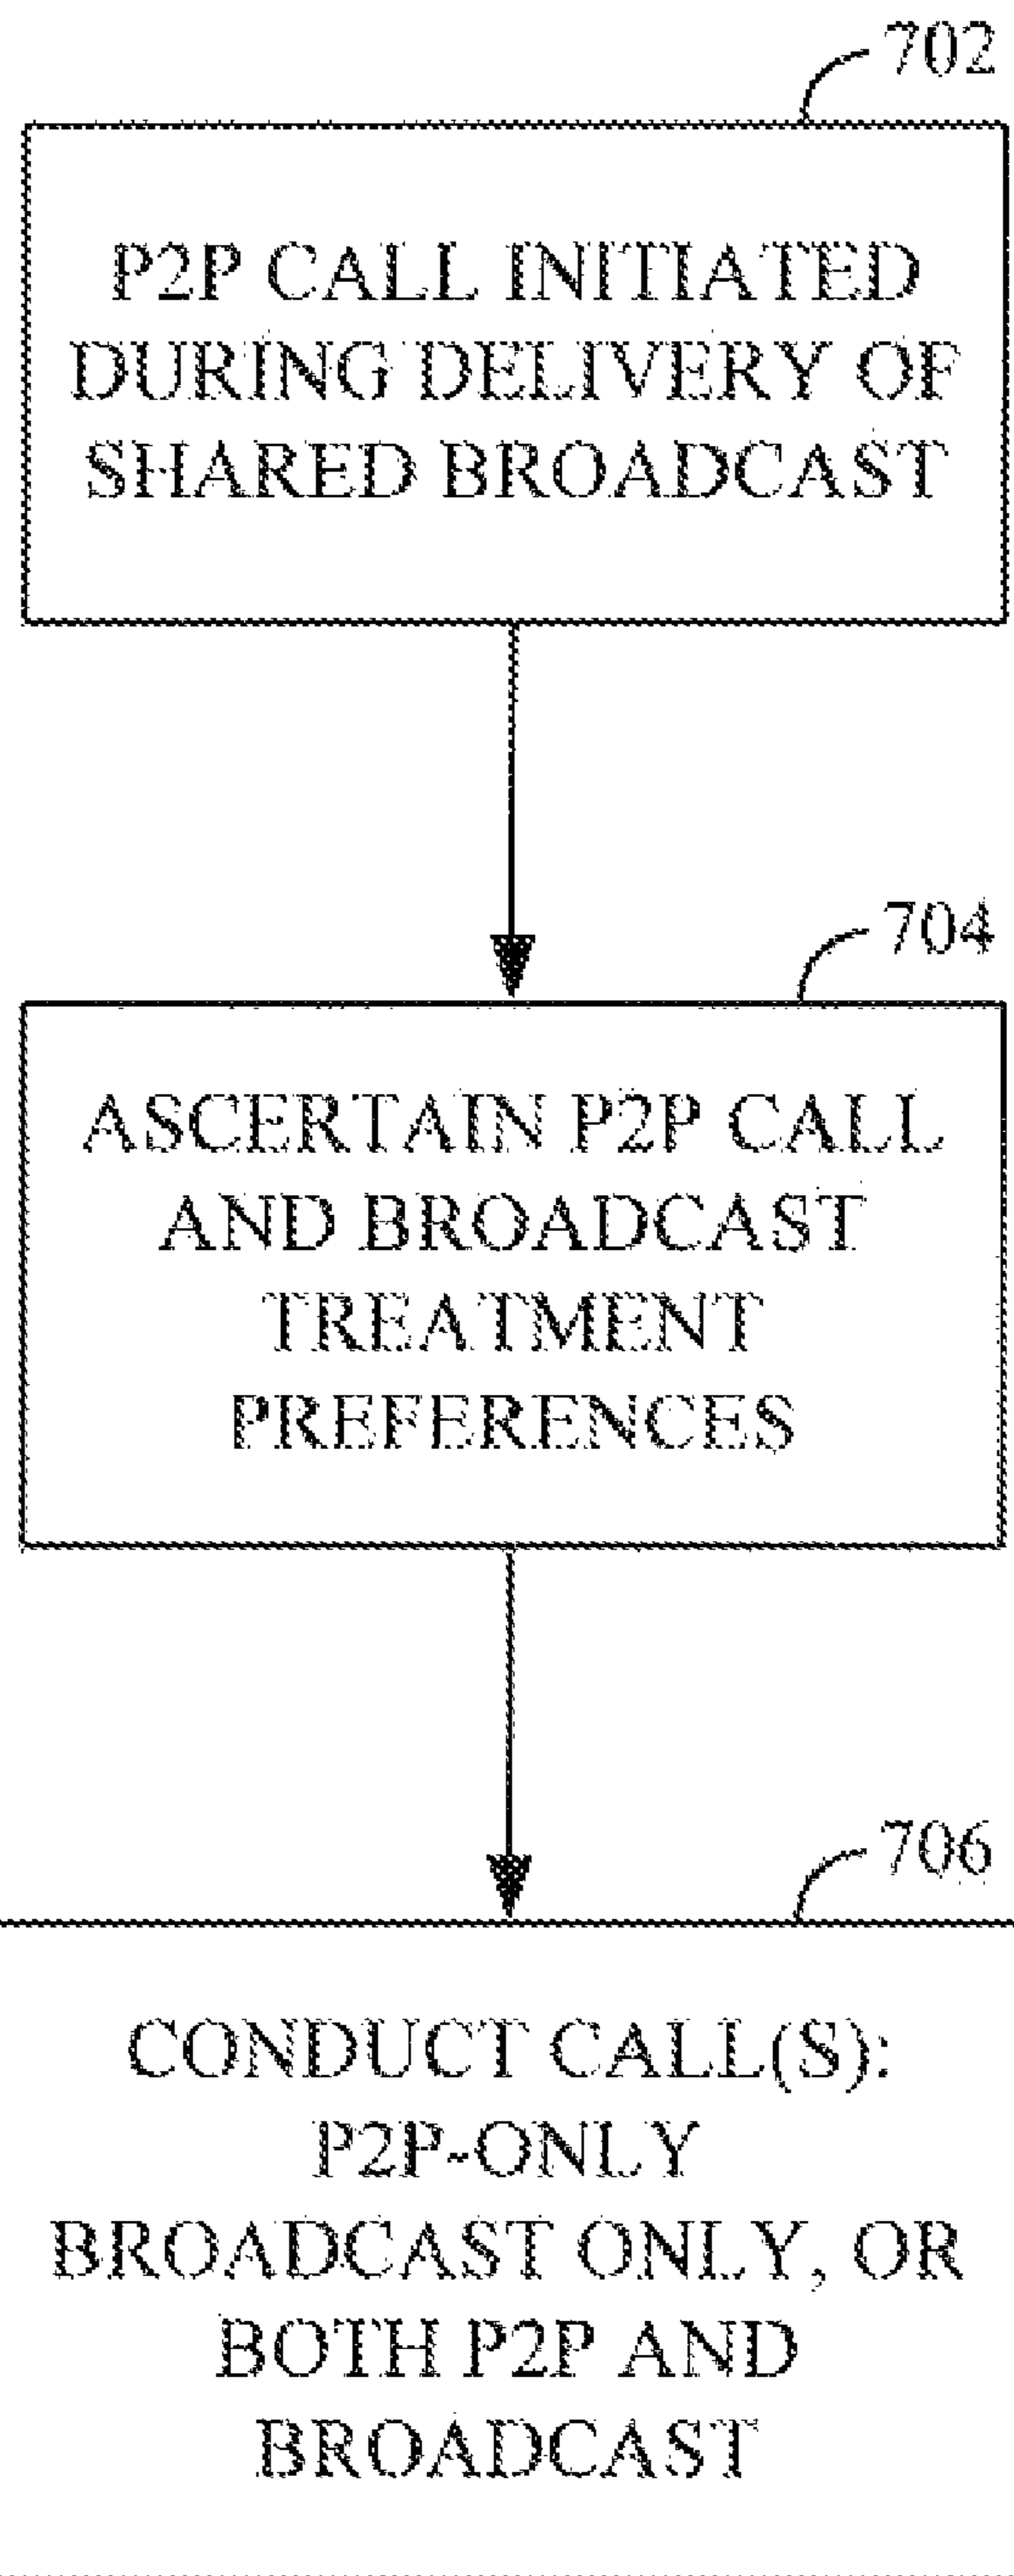 702
P2P CALL INITIATED
DURING DELIVERY OF
SHARED BROADCAST
704
ASCERTAIN P2P CALL
AND BROADCAST
TREATMENT
PREFERENCES
706
CONDUCT CALL(S):
P2P-ONLY
BROADCAST ONLY, OR
BOTH P2P AND
BROADCAST